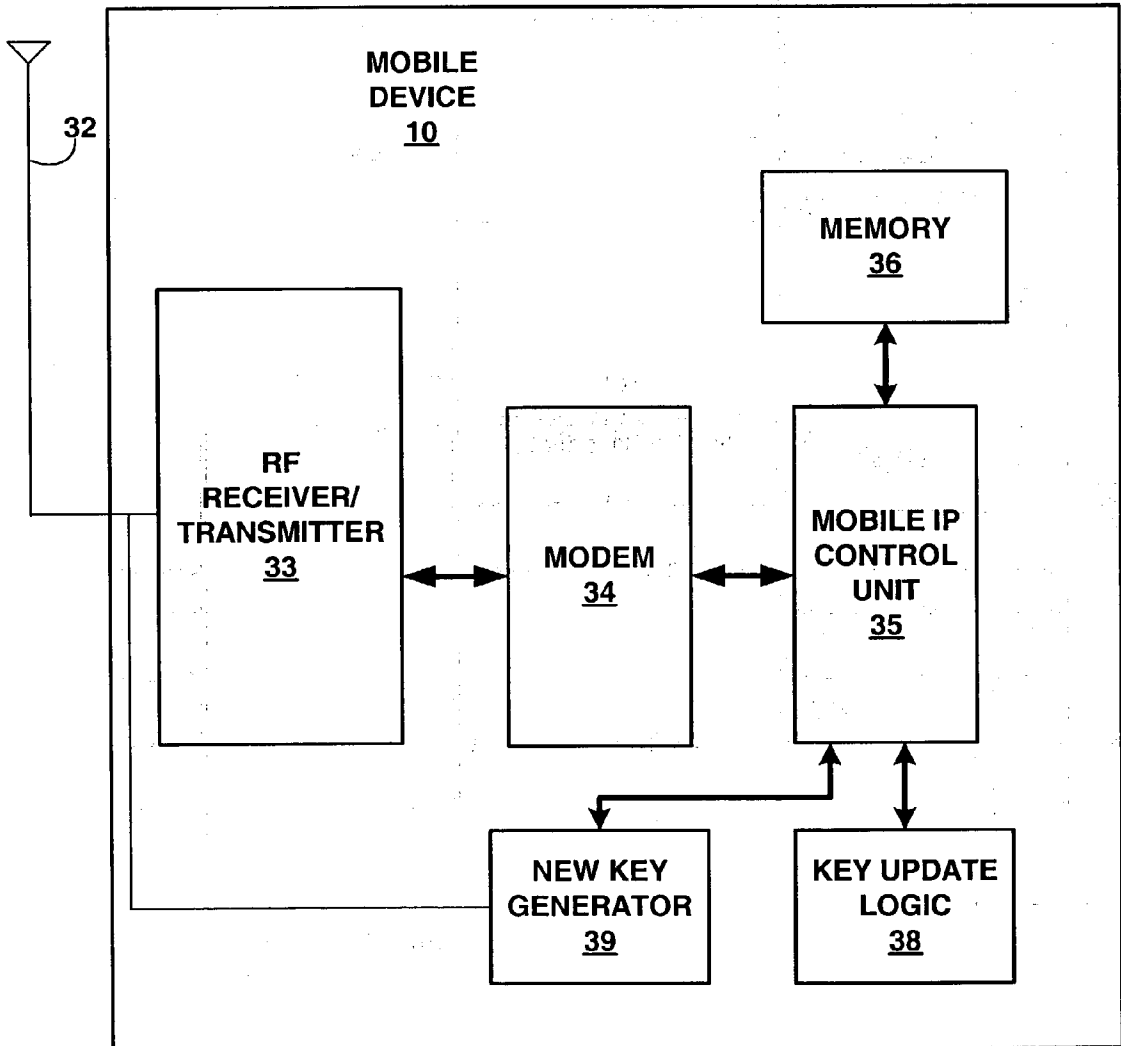 MOBILE
DEVICE
10
32
MEMORY
36
RF
RECEIVER/
TRANSMITTER
33
MODEM
34
MOBILE IP
CONTROL
UNIT
35
NEW KEY
GENERATOR
39
KEY UPDATE
LOGIC
38